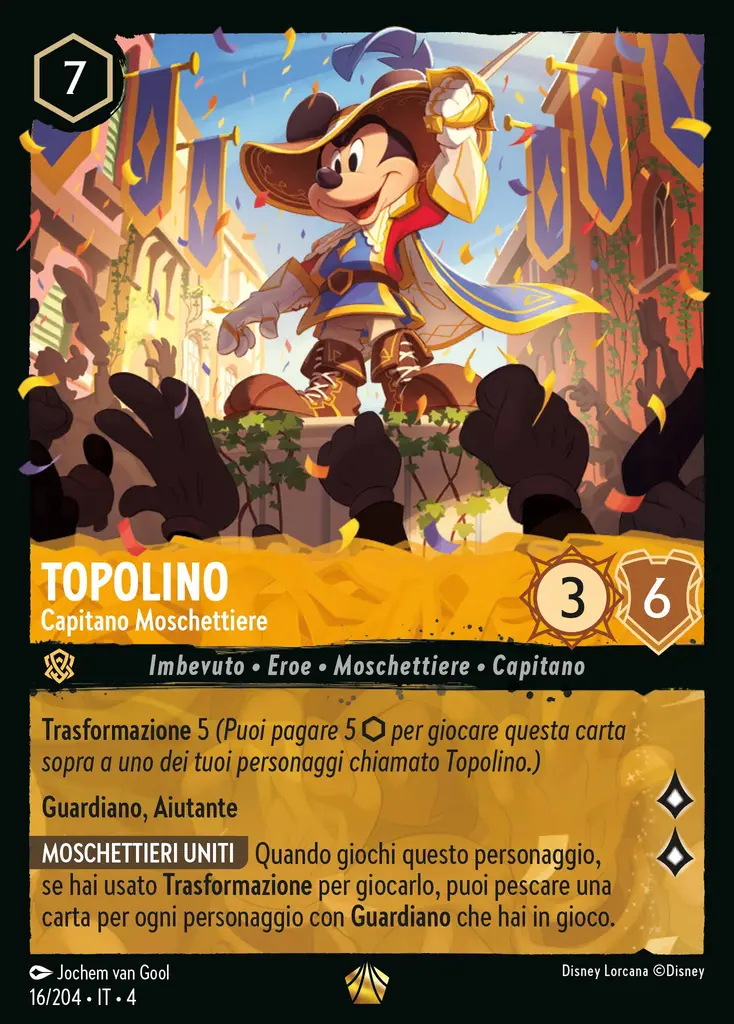 7
TOPOLINO
Capitano Moschettiere
3
6
Imbevuto • Eroe • Moschettiere • Capitano
Trasformazione 5 (Puoi pagare 5 ⬡ per giocare questa carta
sopra a uno dei tuoi personaggi chiamato Topolino.)
Guardiano, Aiutante
MOSCHETTIERI UNITI Quando giochi questo personaggio,
se hai usato Trasformazione per giocarlo, puoi pescare una
carta per ogni personaggio con Guardiano che hai in gioco.
Jochem van Gool
Disney Lorcana ©Disney
16/204 • IT • 4